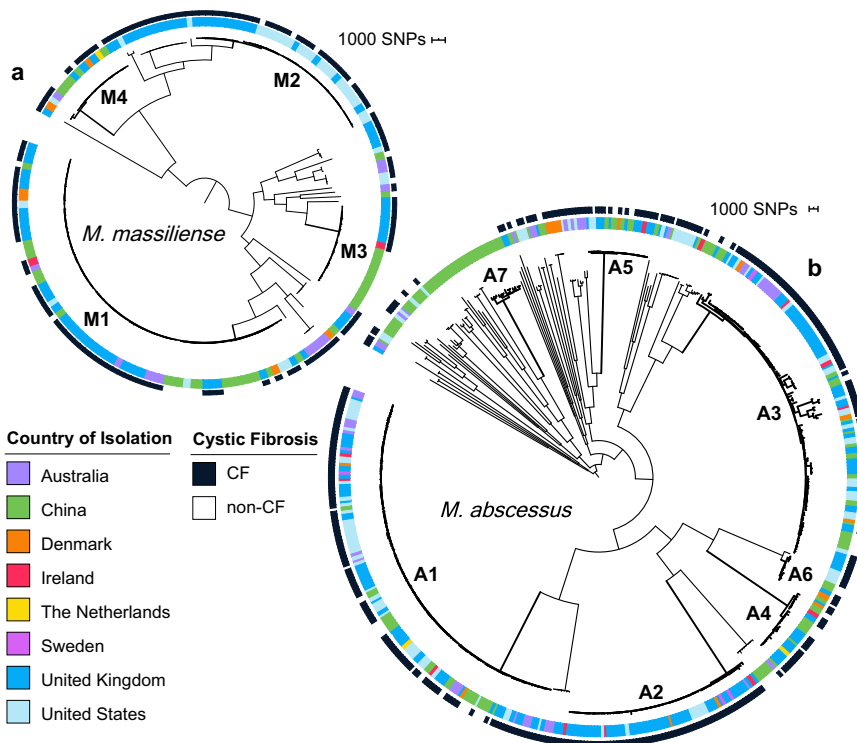 a
1000 SNPs
M4
M2
M. massiliense
M3
M1
1000 SNPs
b
A7
A5
A3
M. abscessus
A1
A6
A4
A2
Country of Isolation
Australia
China
Denmark
Ireland
The Netherlands
Sweden
United Kingdom
United States
Cystic Fibrosis
CF
non-CF